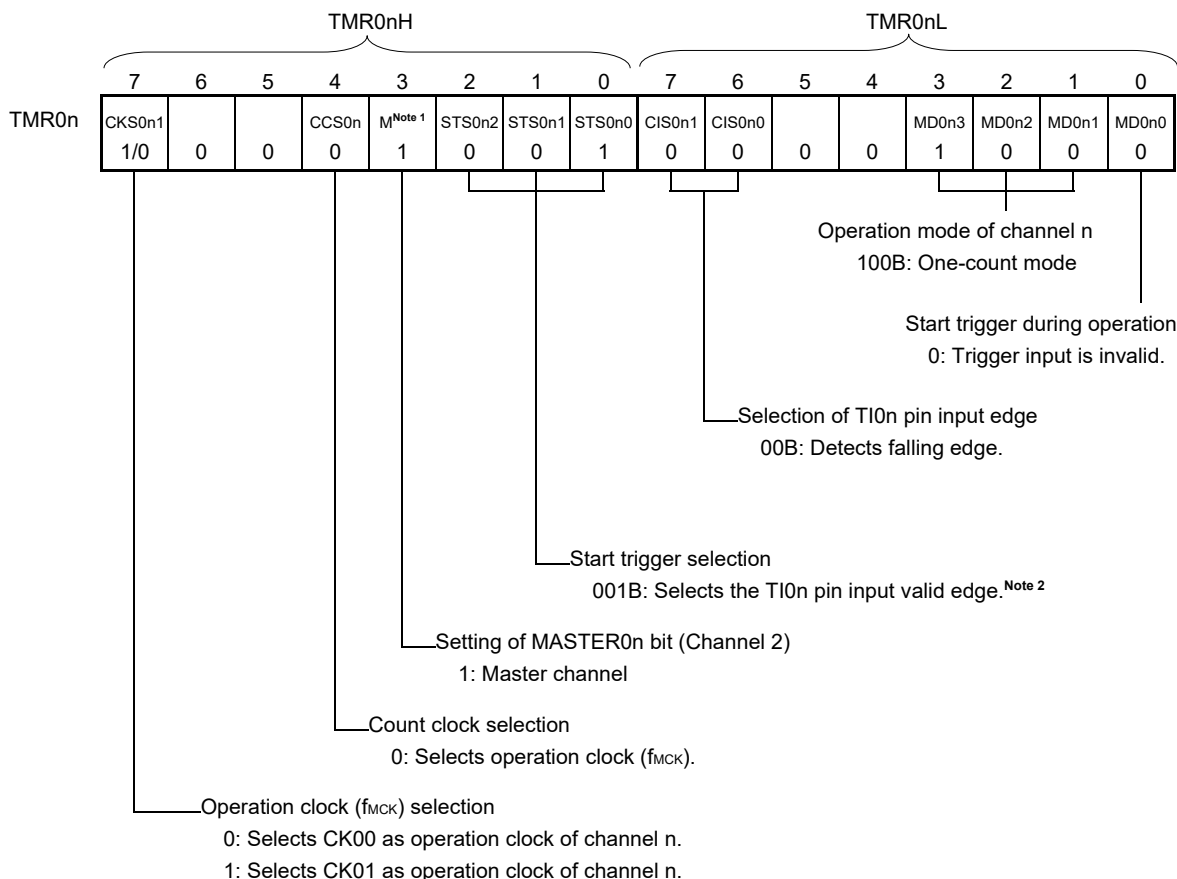 TMR0nH TMR0nL
7 6 5 4 3 2 1 0 7 6 5 4 3 2 1 0
TMR0n CKS0n1 CCS0n M Note 1 STS0n2 STS0n1 STS0n0 CIS0n1 CIS0n0 MD0n3 MD0n2 MD0n1 MD0n0
1/0 0 0 0 1 0 0 1 0 0 0 0 1 0 0 0
Operation mode of channel n
100B: One-count mode
Start trigger during operation
0: Trigger input is invalid.
Selection of TI0n pin input edge
00B: Detects falling edge.
Start trigger selection
001B: Selects the TI0n pin input valid edge.Note 2
Setting of MASTER0n bit (Channel 2)
1: Master channel
Count clock selection
0: Selects operation clock (fMCK).
Operation clock (fMCK) selection
0: Selects CK00 as operation clock of channel n.
1: Selects CK01 as operation clock of channel n.